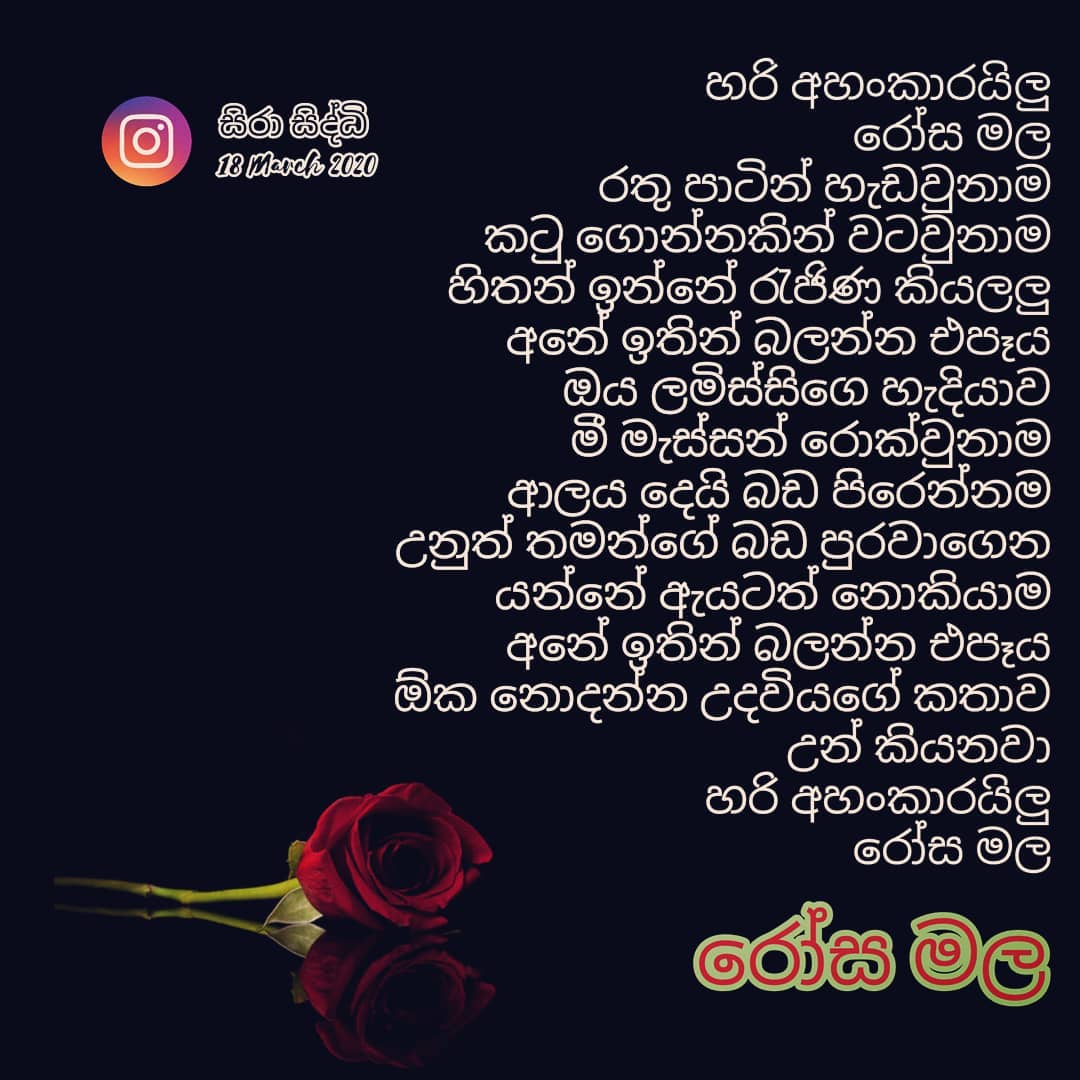 සිරා සිද්ධි
18 March 2020
හරි අහංකාරයිලු
රෝස මල
රතු පාටින් හැඩවුනාම
කටු ගොන්නකින් වටවුනාම
හිතන් ඉන්නේ රැජිණ කියලලු
අනේ ඉතින් බලන්න එපෑය
ඔය ලමිස්සිගෙ හැදියාව
මී මැස්සන් රොක්වුනාම
ආලය දෙයි බඩ පිරෙන්නම
උනුත් තමන්ගේ බඩ පුරවාගෙන
යන්නේ ඇයටත් නොකියාම
අනේ ඉතින් බලන්න එපෑය
ඕක නොදන්න උදවියගේ කතාව
උන් කියනවා
හරි අහංකාරයිලු
රෝස මල
රෝස මල